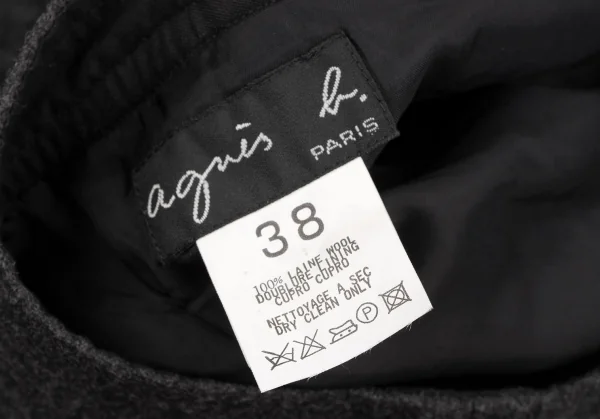 agnès b.
PARIS
38
100% LAINE WOOL
DOUBLURE LINING
CUPRO CUPRO
NETTOYAGE A SEC
DRY CLEAN ONLY
P